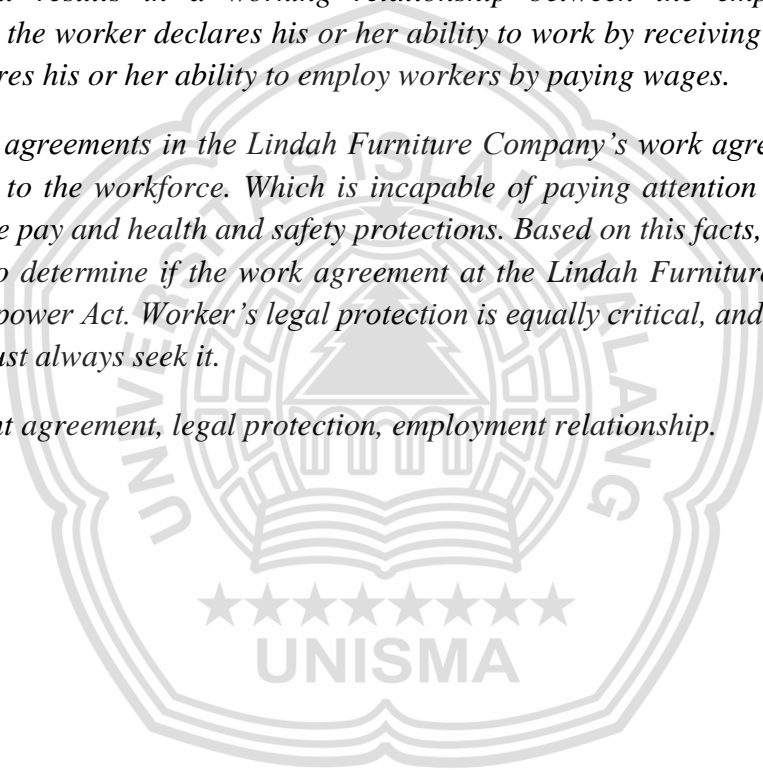 results in a working relationship between the emp
the worker declares his or her ability to work by receiving
res his or her ability to employ workers by paying wages.
agreements in the Lindah Furniture Company's work agre
to the workforce. Which is incapable of paying attention
e pay and health and safety protections. Based on this facts,
o determine if the work agreement at the Lindah Furniture
power Act. Worker's legal protection is equally critical, and
ust always seek it.
nt agreement, legal protection, employment relationship.
UNIVERSITAS ISLAM MALANG
UNISMA